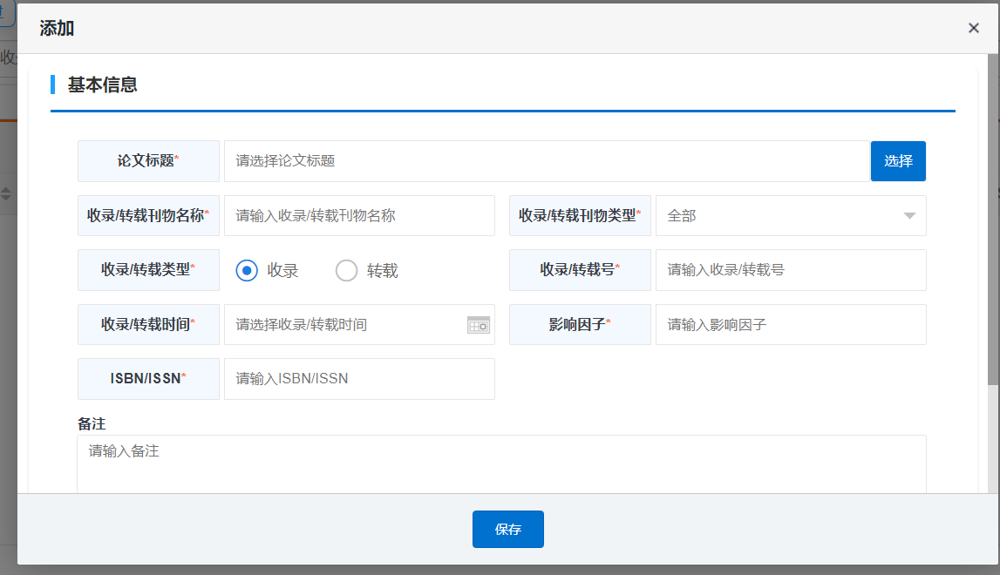 添加
×
收
基本信息
论文标题* 请选择论文标题 选择
收录/转载刊物名称* 请输入收录/转载刊物名称 收录/转载刊物类型* 全部
收录/转载类型* 收录 转载 收录/转载号* 请输入收录/转载号
收录/转载时间* 请选择收录/转载时间 影响因子* 请输入影响因子
ISBN/ISSN* 请输入ISBN/ISSN
备注
请输入备注
保存